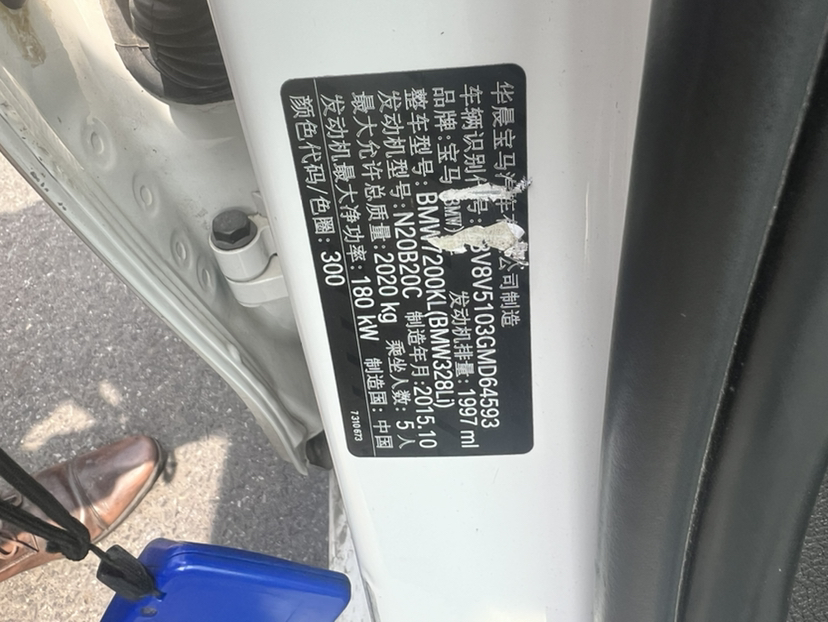 华晨宝马汽车 公司制造
车辆识别代号: 3V8V5103GMD64593
品牌:宝马 BMW) 发动机排量:1997 ml
整车型号:BMW7200KL(BMW328Li)
发动机型号:N20B20C 制造年月:2015.10
最大允许总质量:2020 kg 乘坐人数: 5 人
发动机最大净功率: 180 kW 制造国: 中国
颜色代码/色圈: 300
7 310 673